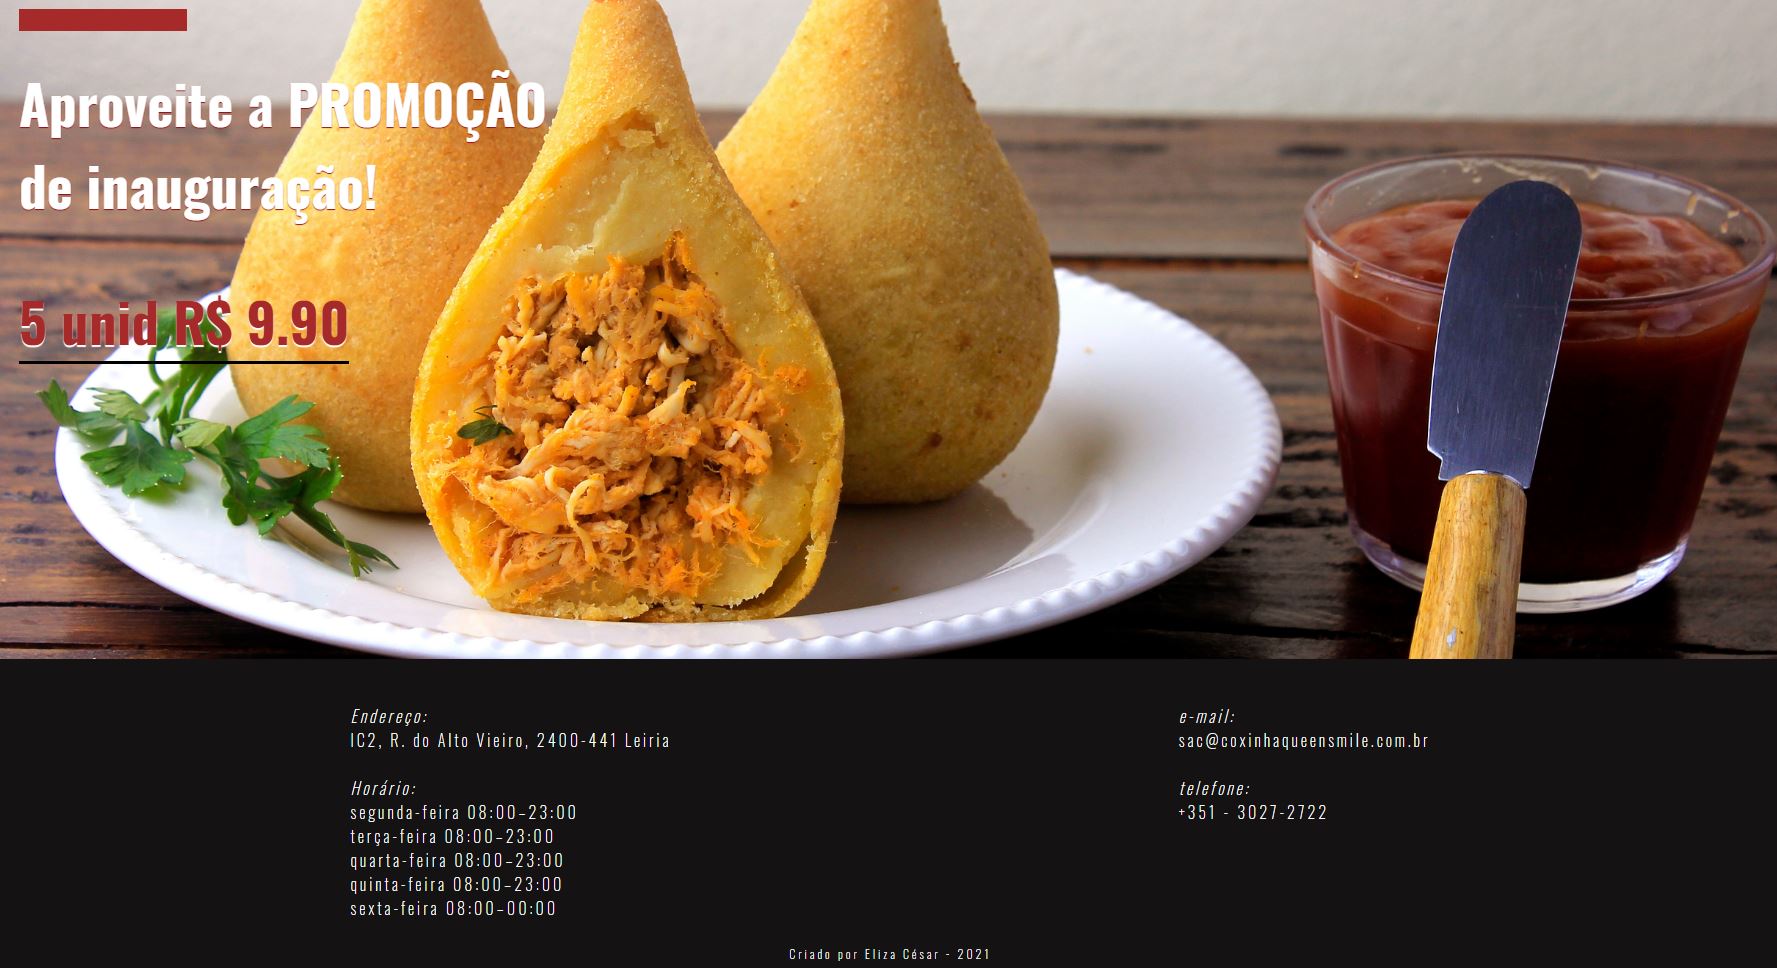 Aproveite a PROMOÇÃO
de inauguração!
5 unid R$ 9.90
Endereço:
IC2, R. do Alto Vieiro, 2400-441 Leiria
Horário:
segunda-feira 08:00–23:00
terça-feira 08:00–23:00
quarta-feira 08:00–23:00
quinta-feira 08:00–23:00
sexta-feira 08:00–00:00
e-mail:
sac@coxinhaqueensmile.com.br
telefone:
+351 - 3027-2722
Criado por Eliza César - 2021